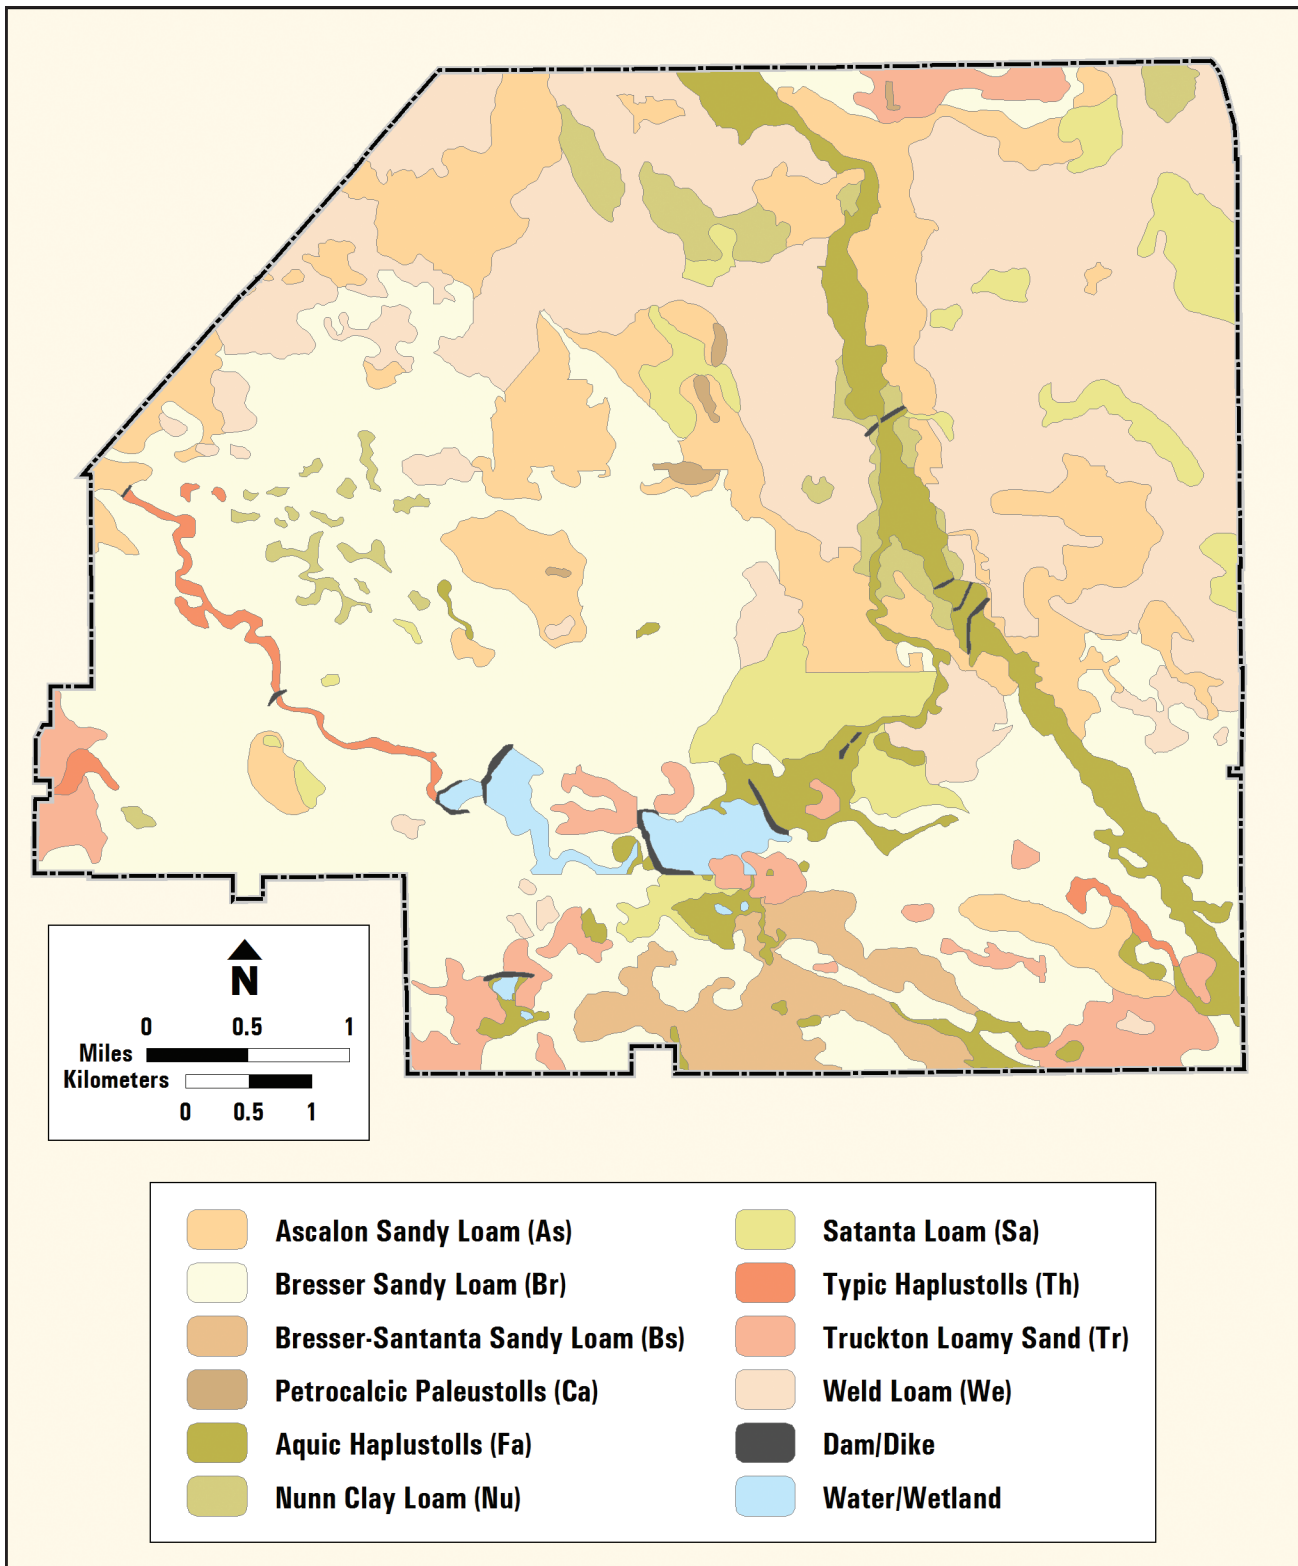 N
0 0.5 1
Miles
Kilometers
0 0.5 1
Ascalon Sandy Loam (As)
Bresser Sandy Loam (Br)
Bresser-Santanta Sandy Loam (Bs)
Petrocalcic Paleustolls (Ca)
Aquic Haplustolls (Fa)
Nunn Clay Loam (Nu)
Satanta Loam (Sa)
Typic Haplustolls (Th)
Truckton Loamy Sand (Tr)
Weld Loam (We)
Dam/Dike
Water/Wetland